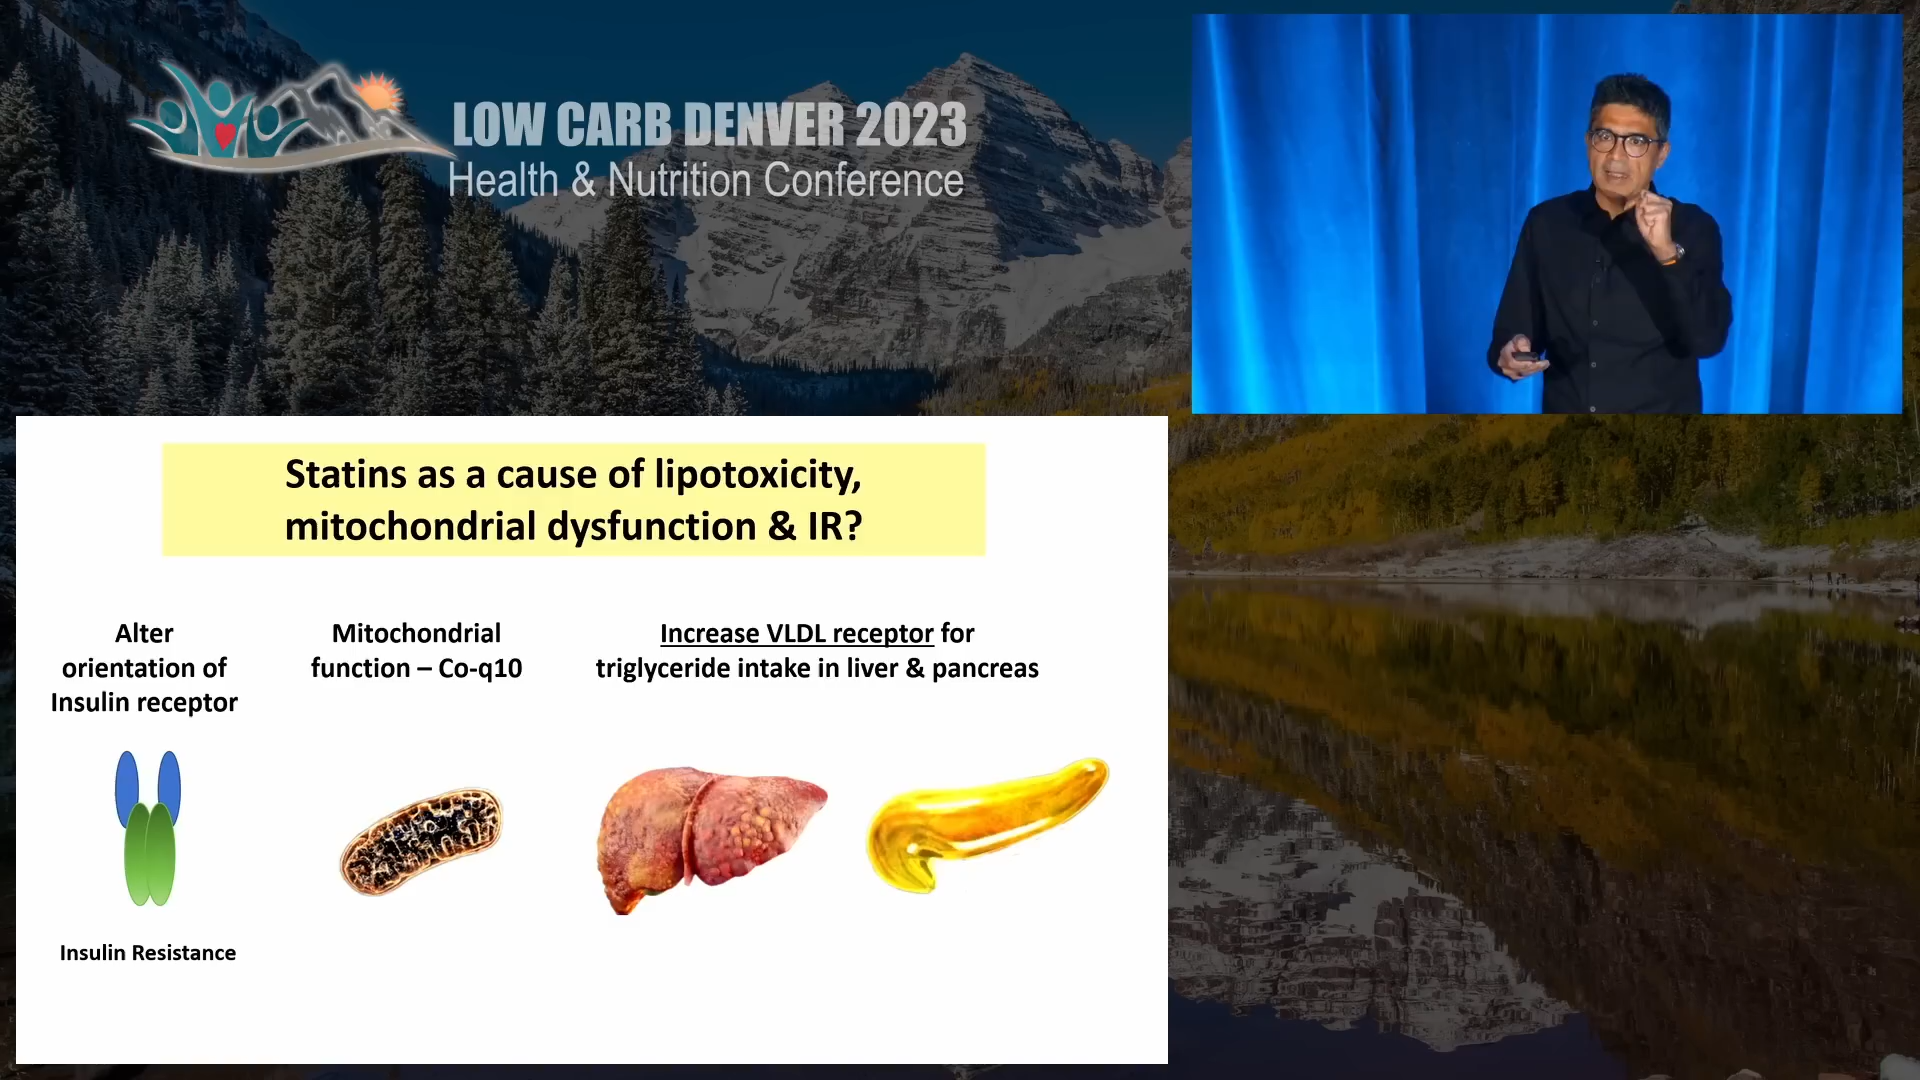 LOW CARB DENVER 2023
Health & Nutrition Conference
Statins as a cause of lipotoxicity,
mitochondrial dysfunction & IR?
Alter
orientation of
Insulin receptor
Mitochondrial
function – Co-q10
Increase VLDL receptor for
triglyceride intake in liver & pancreas
Insulin Resistance